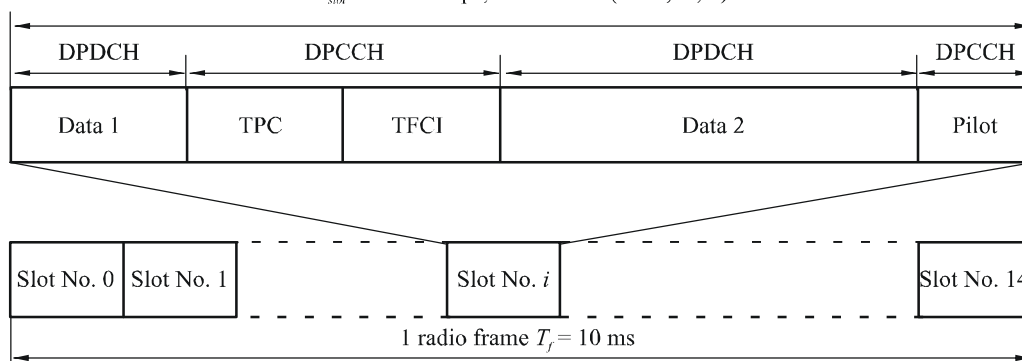 DPDCH DPCCH DPDCH DPCCH
Data 1 TPC TFCI Data 2 Pilot
Slot No. 0 Slot No. 1 Slot No. i Slot No. 14
1 radio frame Tf = 10 ms